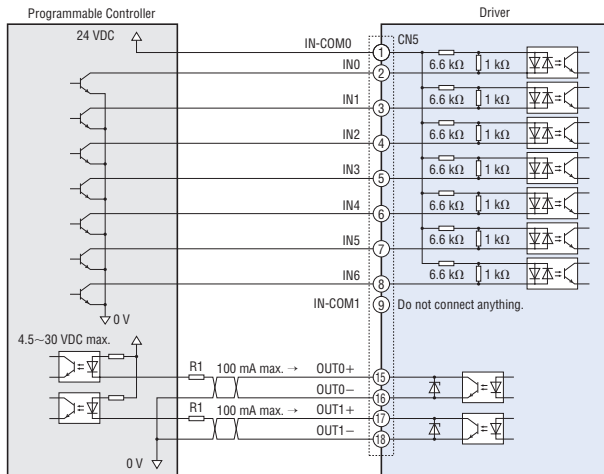 Programmable Controller
Driver
24 VDC
IN-COM0
1
CN5
6.6 kΩ 1 kΩ
IN0
2
6.6 kΩ 1 kΩ
IN1
3
6.6 kΩ 1 kΩ
IN2
4
6.6 kΩ 1 kΩ
IN3
5
6.6 kΩ 1 kΩ
IN4
6
6.6 kΩ 1 kΩ
IN5
7
6.6 kΩ 1 kΩ
IN6
8
0 V
IN-COM1
9
Do not connect anything.
4.5~30 VDC max.
R1
100 mA max. →
OUT0+
15
OUT0−
16
R1
100 mA max. →
OUT1+
17
OUT1−
18
0 V